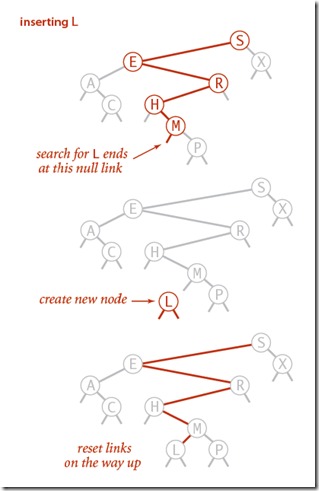 inserting L
S
E X
A R
C H
M
P
search for L ends
at this null link
S
E X
A R
C H
M
P
create new node
L
S
E X
A R
C H
M
L P
reset links
on the way up